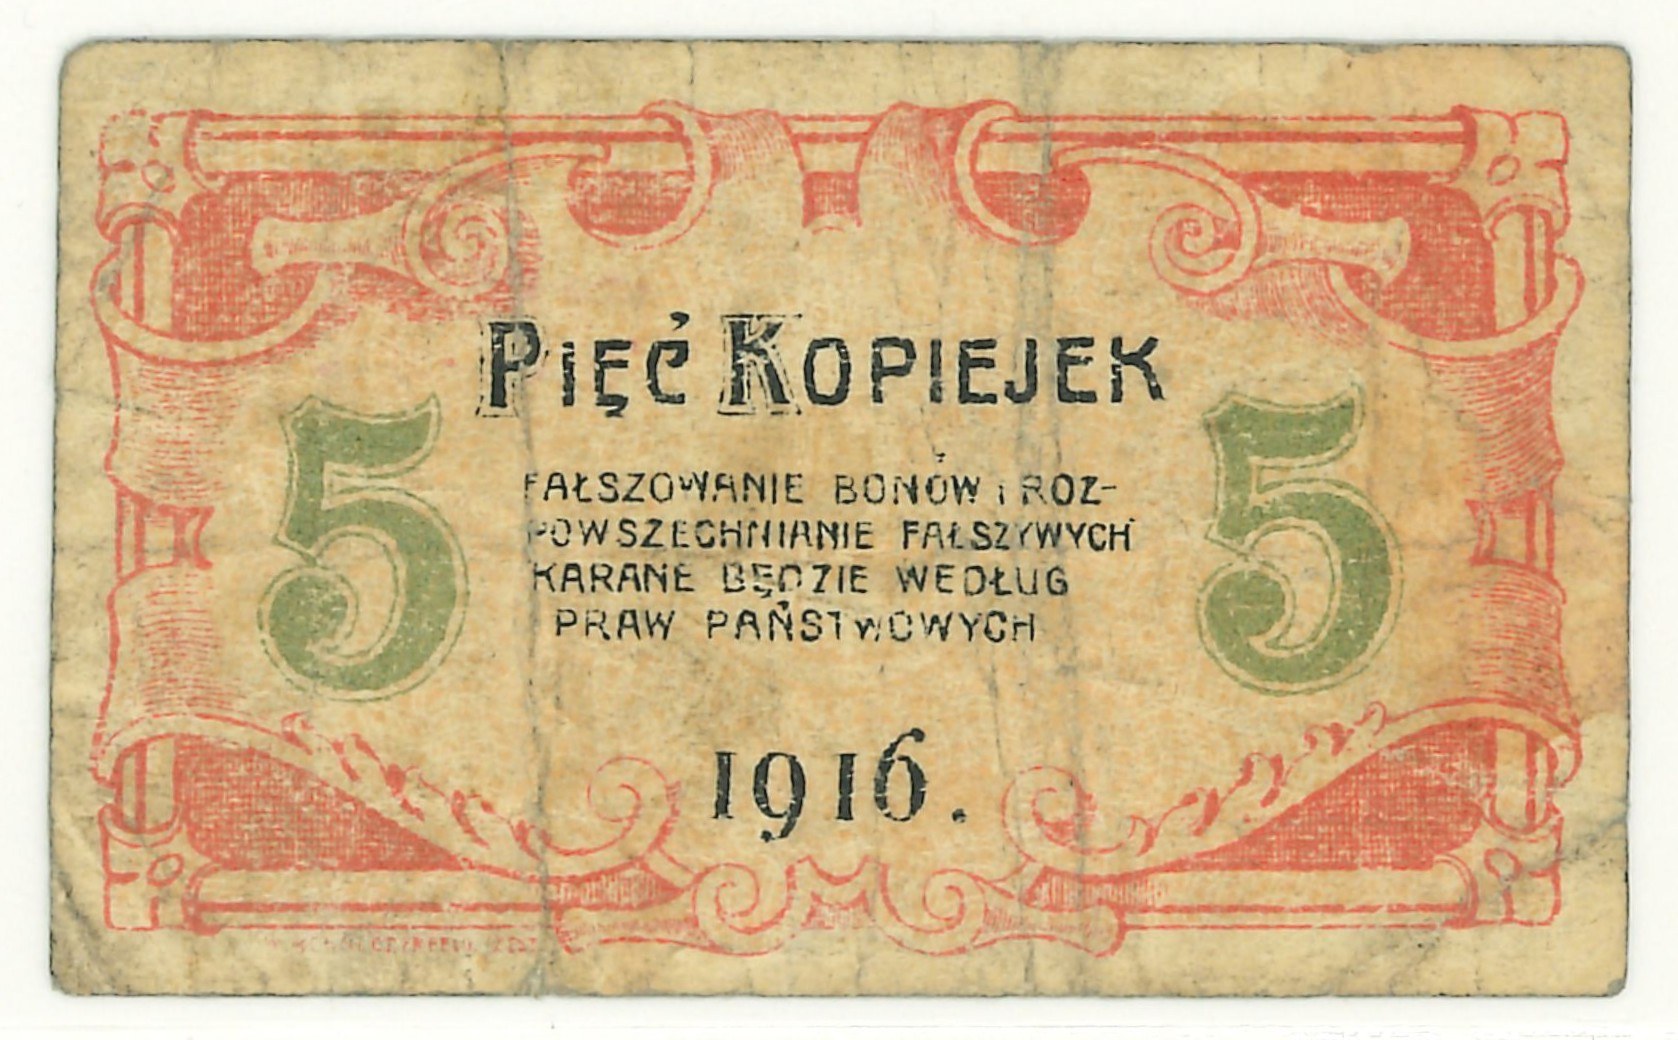 PIĘĆ KOPIEJEK
5 5
FAŁSZOWANIE BONÓW I ROZ-
POWSZECHNIANIE FAŁSZYWYCH
KARANE BĘDZIE WEDŁUG
PRAW PAŃSTWOWYCH
1916.